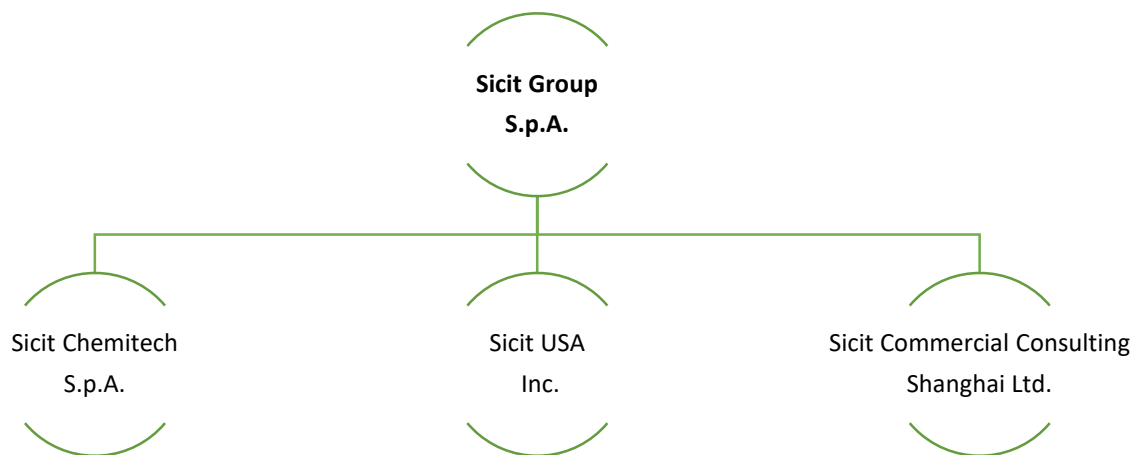 Sicit Group
S.p.A.
Sicit Chemitech
S.p.A.
Sicit USA
Inc.
Sicit Commercial Consulting
Shanghai Ltd.